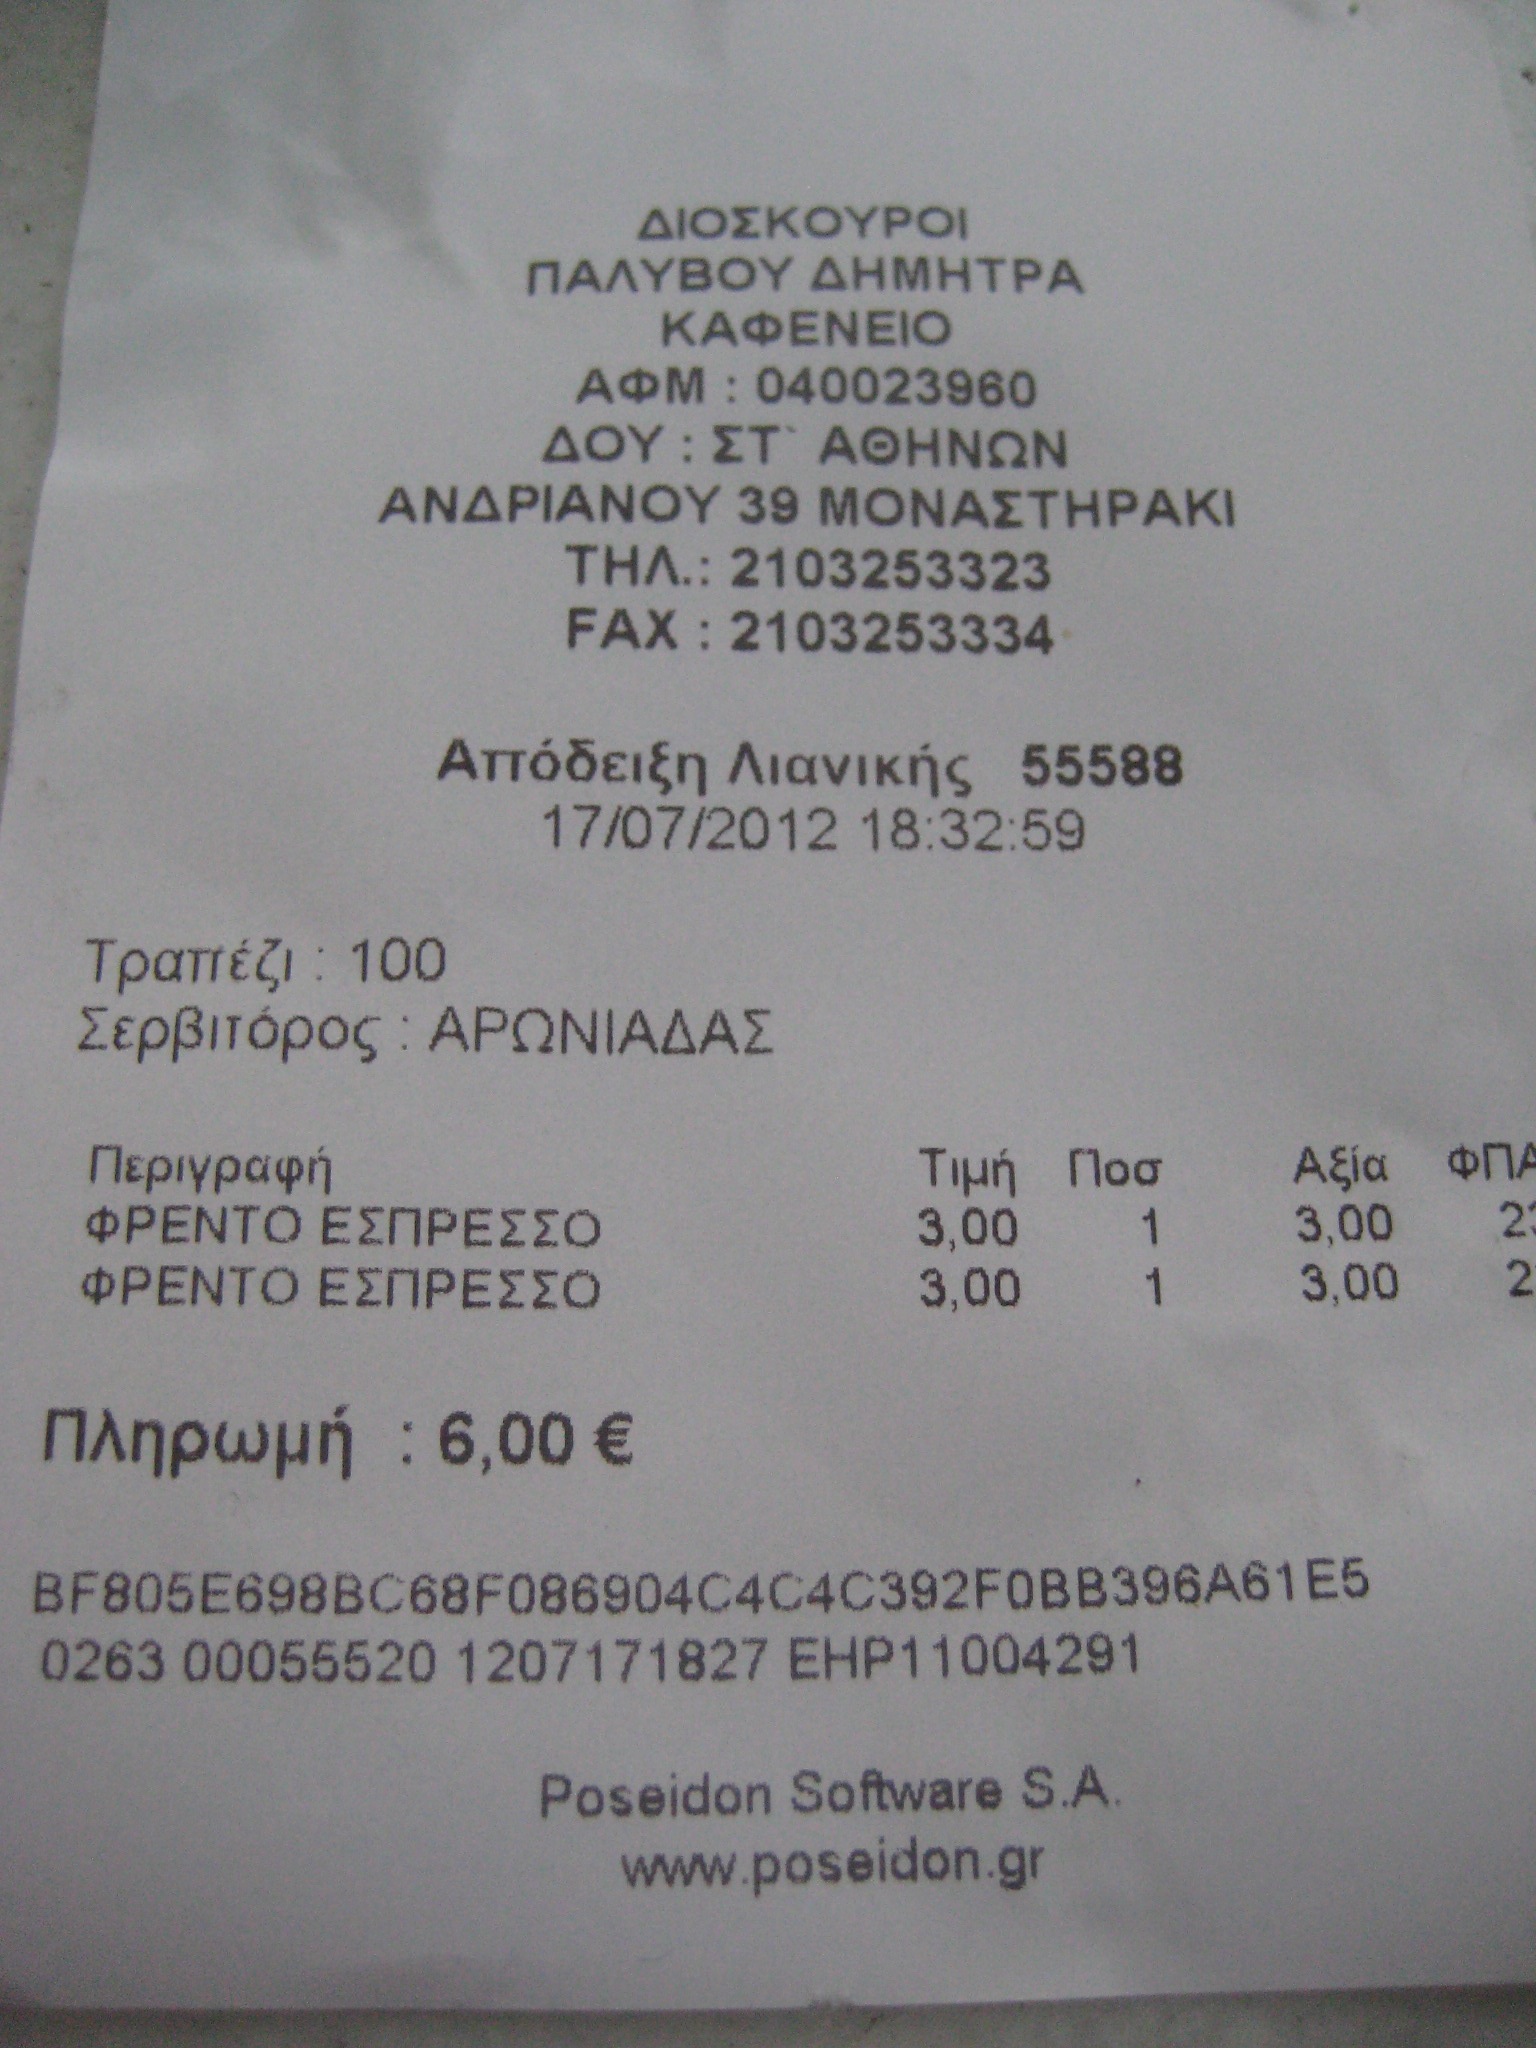 ΔΙΟΣΚΟΥΡΟΙ
ΠΑΛΥΒΟΥ ΔΗΜΗΤΡΑ
ΚΑΦΕΝΕΙΟ
ΑΦΜ : 040023960
ΔΟΥ : ΣΤ` ΑΘΗΝΩΝ
ΑΝΔΡΙΑΝΟΥ 39 ΜΟΝΑΣΤΗΡΑΚΙ
ΤΗΛ.: 2103253323
FAX : 2103253334
Απόδειξη Λιανικής 55588
17/07/2012 18:32:59
Τραπέζι : 100
Σερβιτόρος : ΑΡΩΝΙΑΔΑΣ
Περιγραφή Τιμή Ποσ Αξία ΦΠΑ
ΦΡΕΝΤΟ ΕΣΠΡΕΣΣΟ 3,00 1 3,00 23
ΦΡΕΝΤΟ ΕΣΠΡΕΣΣΟ 3,00 1 3,00
Πληρωμή : 6,00 €
BF805E698BC68F086904C4C4C392F0BB396A61E5
0263 00055520 1207171827 EHP11004291
Poseidon Software S.A.
www.poseidon.gr